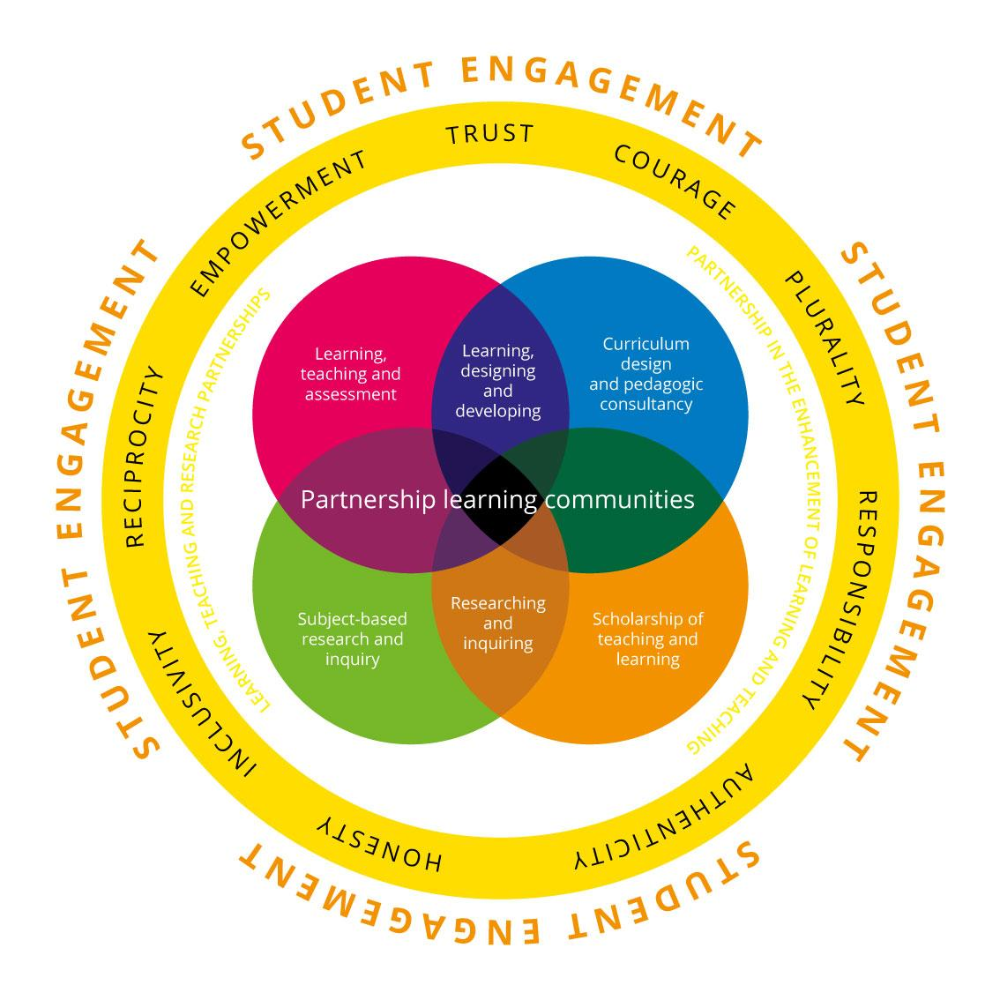 STUDENT ENGAGEMENT
STUDENT ENGAGEMENT
STUDENT ENGAGEMENT
STUDENT ENGAGEMENT
TRUST
COURAGE
PLURALITY
RESPONSIBILITY
AUTHENTICITY
HONESTY
INCLUSIVITY
RECIPROCITY
EMPOWERMENT
LEARNING, TEACHING AND RESEARCH PARTNERSHIPS
PARTNERSHIP IN THE ENHANCEMENT OF LEARNING AND TEACHING
Learning,
teaching and
assessment
Learning,
designing
and
developing
Curriculum
design
and pedagogic
consultancy
Partnership learning communities
Subject-based
research and
inquiry
Researching
and
inquiring
Scholarship of
teaching and
learning